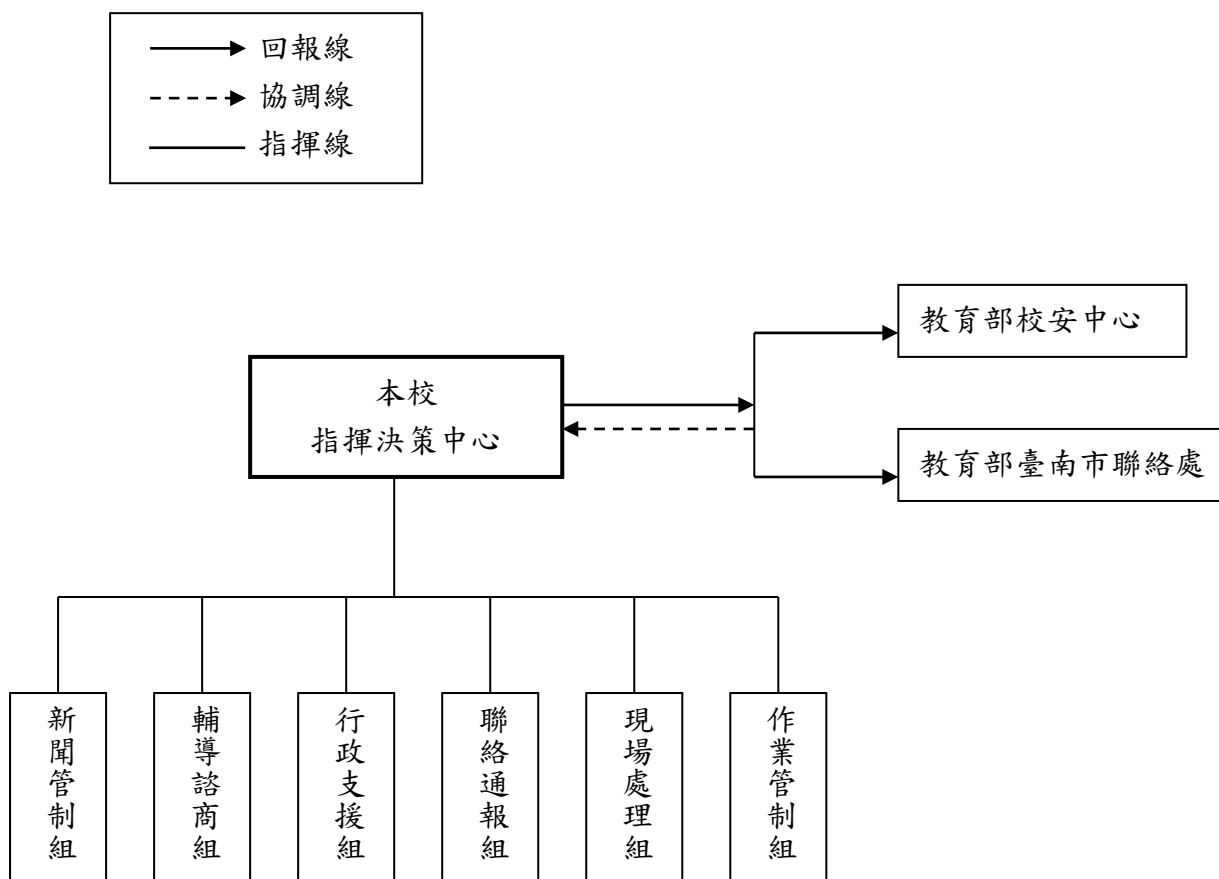 回報線
協調線
指揮線
教育部校安中心
本校
指揮決策中心
教育部臺南市聯絡處
新聞管制組
輔導諮商組
行政支援組
聯絡通報組
現場處理組
作業管制組